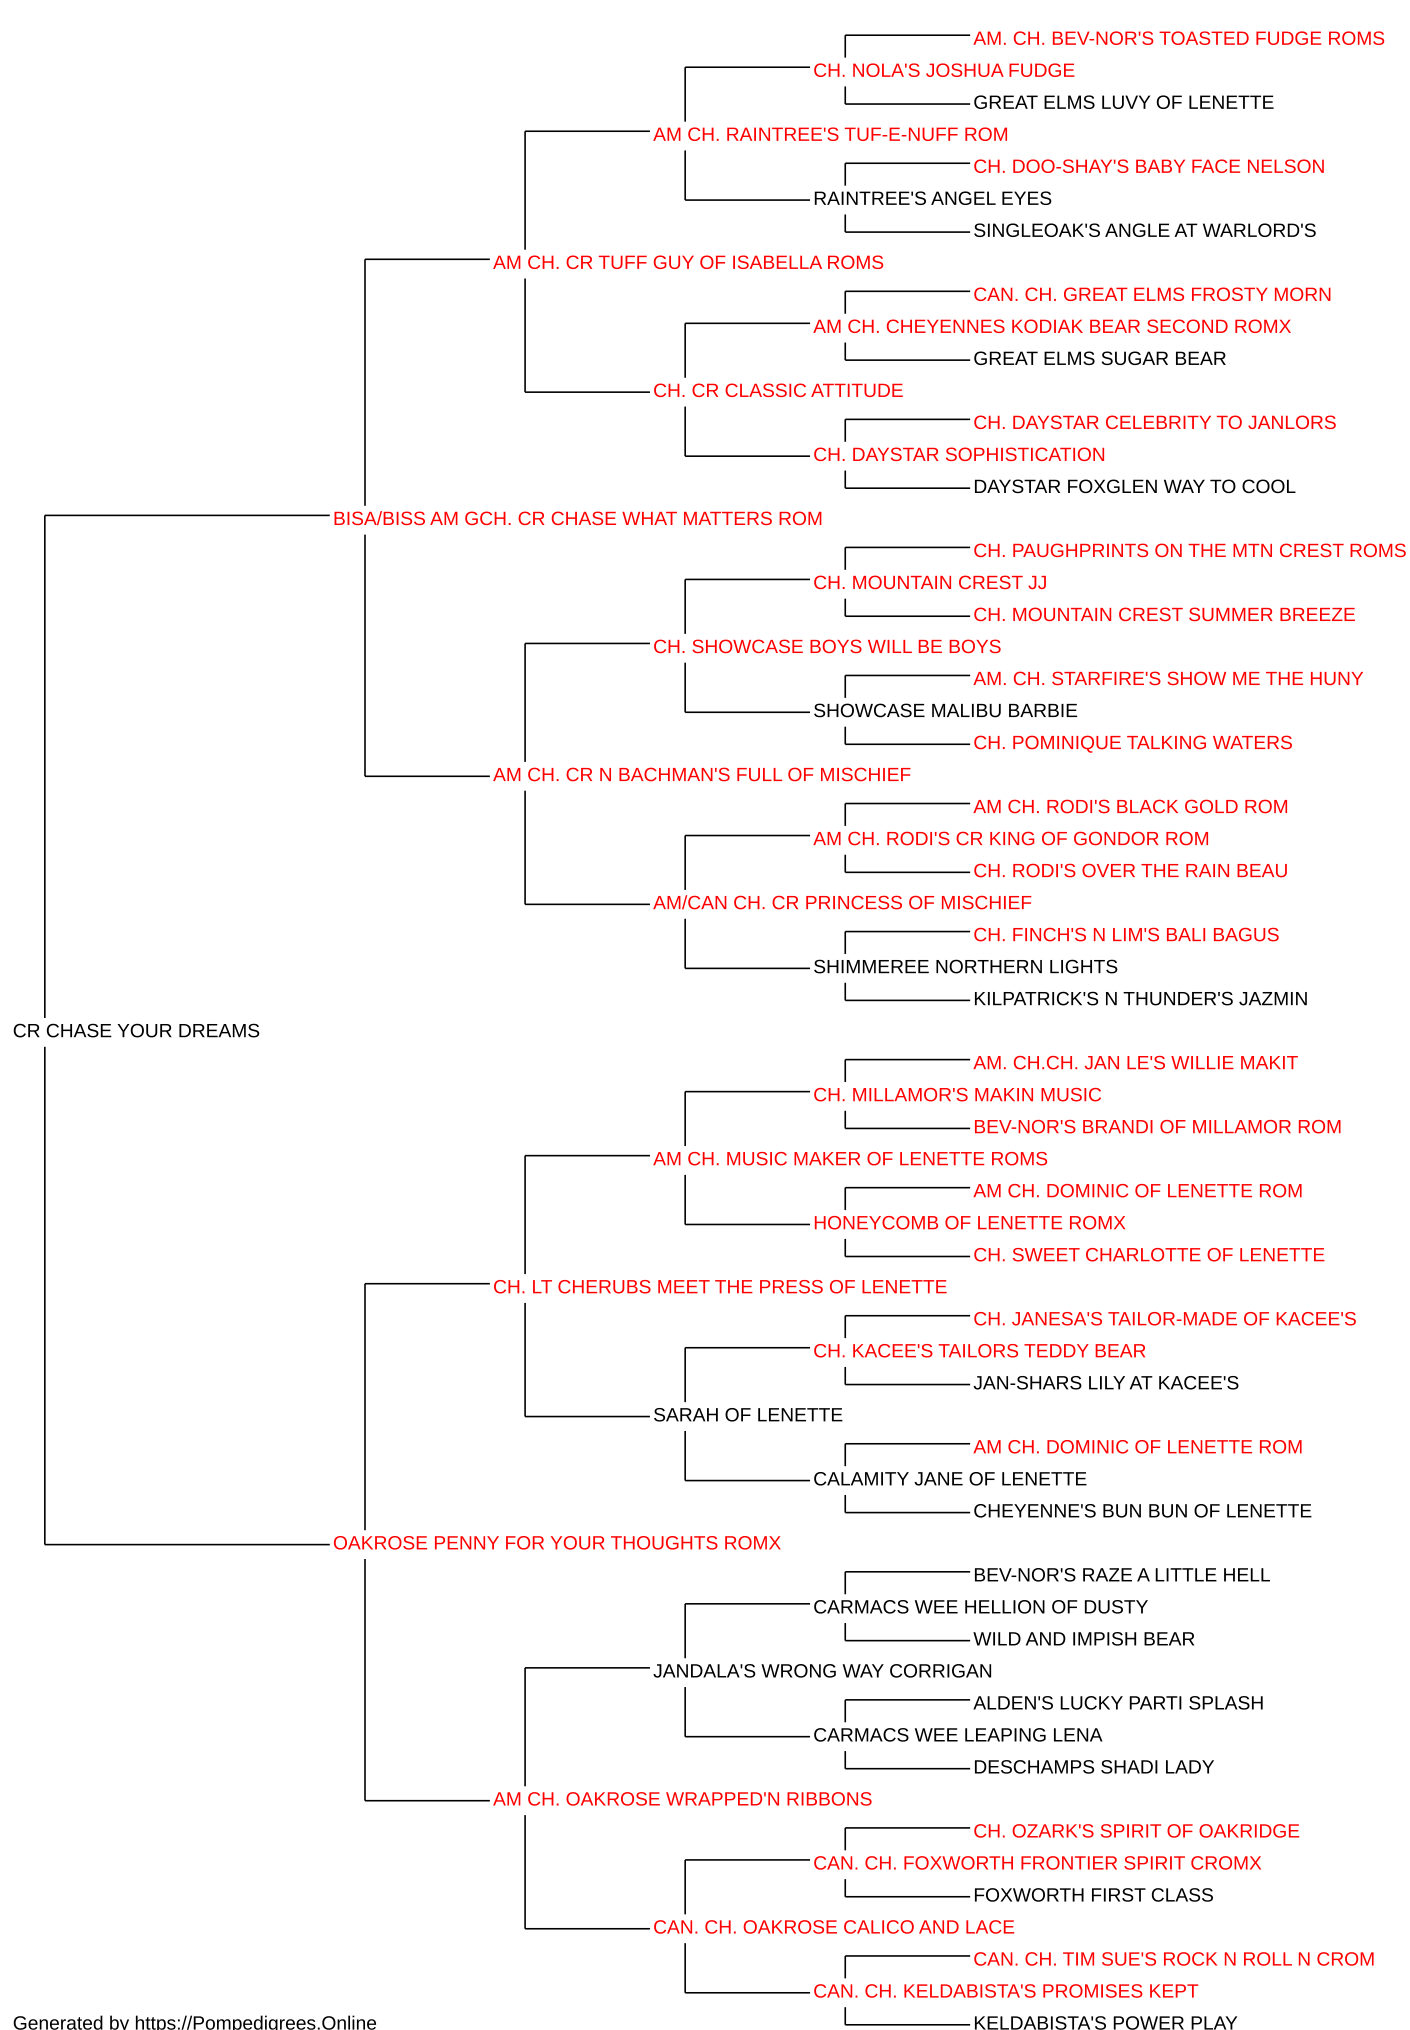 AM. CH. BEV-NOR'S TOASTED FUDGE ROMS
CH. NOLA'S JOSHUA FUDGE
GREAT ELMS LUVY OF LENETTE
AM CH. RAINTREE'S TUF-E-NUFF ROM
CH. DOO-SHAY'S BABY FACE NELSON
RAINTREE'S ANGEL EYES
SINGLEOAK'S ANGLE AT WARLORD'S
AM CH. CR TUFF GUY OF ISABELLA ROMS
CAN. CH. GREAT ELMS FROSTY MORN
AM CH. CHEYENNES KODIAK BEAR SECOND ROMX
GREAT ELMS SUGAR BEAR
CH. CR CLASSIC ATTITUDE
CH. DAYSTAR CELEBRITY TO JANLORS
CH. DAYSTAR SOPHISTICATION
DAYSTAR FOXGLEN WAY TO COOL
BISA/BISS AM GCH. CR CHASE WHAT MATTERS ROM
CH. PAUGHPRINTS ON THE MTN CREST ROMS
CH. MOUNTAIN CREST JJ
CH. MOUNTAIN CREST SUMMER BREEZE
CH. SHOWCASE BOYS WILL BE BOYS
AM. CH. STARFIRE'S SHOW ME THE HUNY
SHOWCASE MALIBU BARBIE
CH. POMINIQUE TALKING WATERS
AM CH. CR N BACHMAN'S FULL OF MISCHIEF
AM CH. RODI'S BLACK GOLD ROM
AM CH. RODI'S CR KING OF GONDOR ROM
CH. RODI'S OVER THE RAIN BEAU
AM/CAN CH. CR PRINCESS OF MISCHIEF
CH. FINCH'S N LIM'S BALI BAGUS
SHIMMEREE NORTHERN LIGHTS
KILPATRICK'S N THUNDER'S JAZMIN
CR CHASE YOUR DREAMS
AM. CH.CH. JAN LE'S WILLIE MAKIT
CH. MILLAMOR'S MAKIN MUSIC
BEV-NOR'S BRANDI OF MILLAMOR ROM
AM CH. MUSIC MAKER OF LENETTE ROMS
AM CH. DOMINIC OF LENETTE ROM
HONEYCOMB OF LENETTE ROMX
CH. SWEET CHARLOTTE OF LENETTE
CH. LT CHERUBS MEET THE PRESS OF LENETTE
CH. JANESA'S TAILOR-MADE OF KACEE'S
CH. KACEE'S TAILORS TEDDY BEAR
JAN-SHARS LILY AT KACEE'S
SARAH OF LENETTE
AM CH. DOMINIC OF LENETTE ROM
CALAMITY JANE OF LENETTE
CHEYENNE'S BUN BUN OF LENETTE
OAKROSE PENNY FOR YOUR THOUGHTS ROMX
BEV-NOR'S RAZE A LITTLE HELL
CARMACS WEE HELLION OF DUSTY
WILD AND IMPISH BEAR
JANDALA'S WRONG WAY CORRIGAN
ALDEN'S LUCKY PARTI SPLASH
CARMACS WEE LEAPING LENA
DESCHAMPS SHADI LADY
AM CH. OAKROSE WRAPPED'N RIBBONS
CH. OZARK'S SPIRIT OF OAKRIDGE
CAN. CH. FOXWORTH FRONTIER SPIRIT CROMX
FOXWORTH FIRST CLASS
CAN. CH. OAKROSE CALICO AND LACE
CAN. CH. TIM SUE'S ROCK N ROLL N CROM
CAN. CH. KELDABISTA'S PROMISES KEPT
KELDABISTA'S POWER PLAY
Generated by https://Pompedigrees.Online